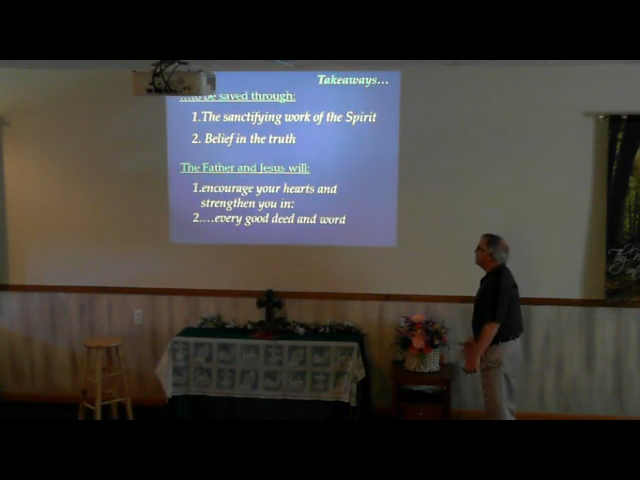 Takeaways...
...to be saved through:
1.The sanctifying work of the Spirit
2. Belief in the truth
The Father and Jesus will:
1.encourage your hearts and
strengthen you in:
2....every good deed and word